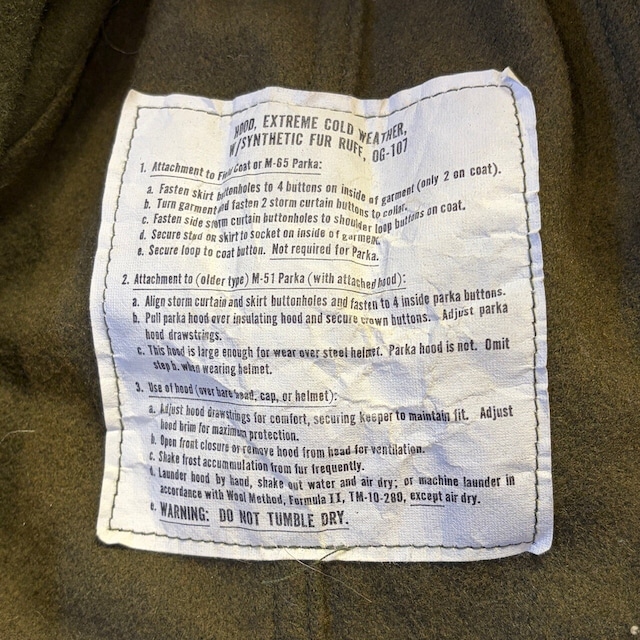 HOOD, EXTREME COLD WEATHER,
W/SYNTHETIC FUR RUFF, OG-107
1. Attachment to Field Coat or M-65 Parka:
a. Fasten skirt buttonholes to 4 buttons on inside of garment (only 2 on coat).
b. Turn garment and fasten 2 storm curtain buttons to collar.
c. Fasten side storm curtain buttonholes to shoulder loop buttons on coat.
d. Secure stud on skirt to socket on inside of garment.
e. Secure loop to coat button. Not required for Parka.
2. Attachment to (older type) M-51 Parka (with attached hood):
a. Align storm curtain and skirt buttonholes and fasten to 4 inside parka buttons.
b. Pull parka hood over insulating hood and secure crown buttons. Adjust parka
hood drawstrings.
c. This hood is large enough for wear over steel helmet. Parka hood is not. Omit
step b. when wearing helmet.
3. Use of hood (over bare head, cap, or helmet):
a. Adjust hood drawstrings for comfort, securing keeper to maintain fit. Adjust
hood brim for maximum protection.
b. Open front closure or remove hood from head for ventilation.
c. Shake frost accumulation from fur frequently.
d. Launder hood by hand, shake out water and air dry; or machine launder in
accordance with Wool Method, Formula II, TM-10-280, except air dry.
e. WARNING: DO NOT TUMBLE DRY.